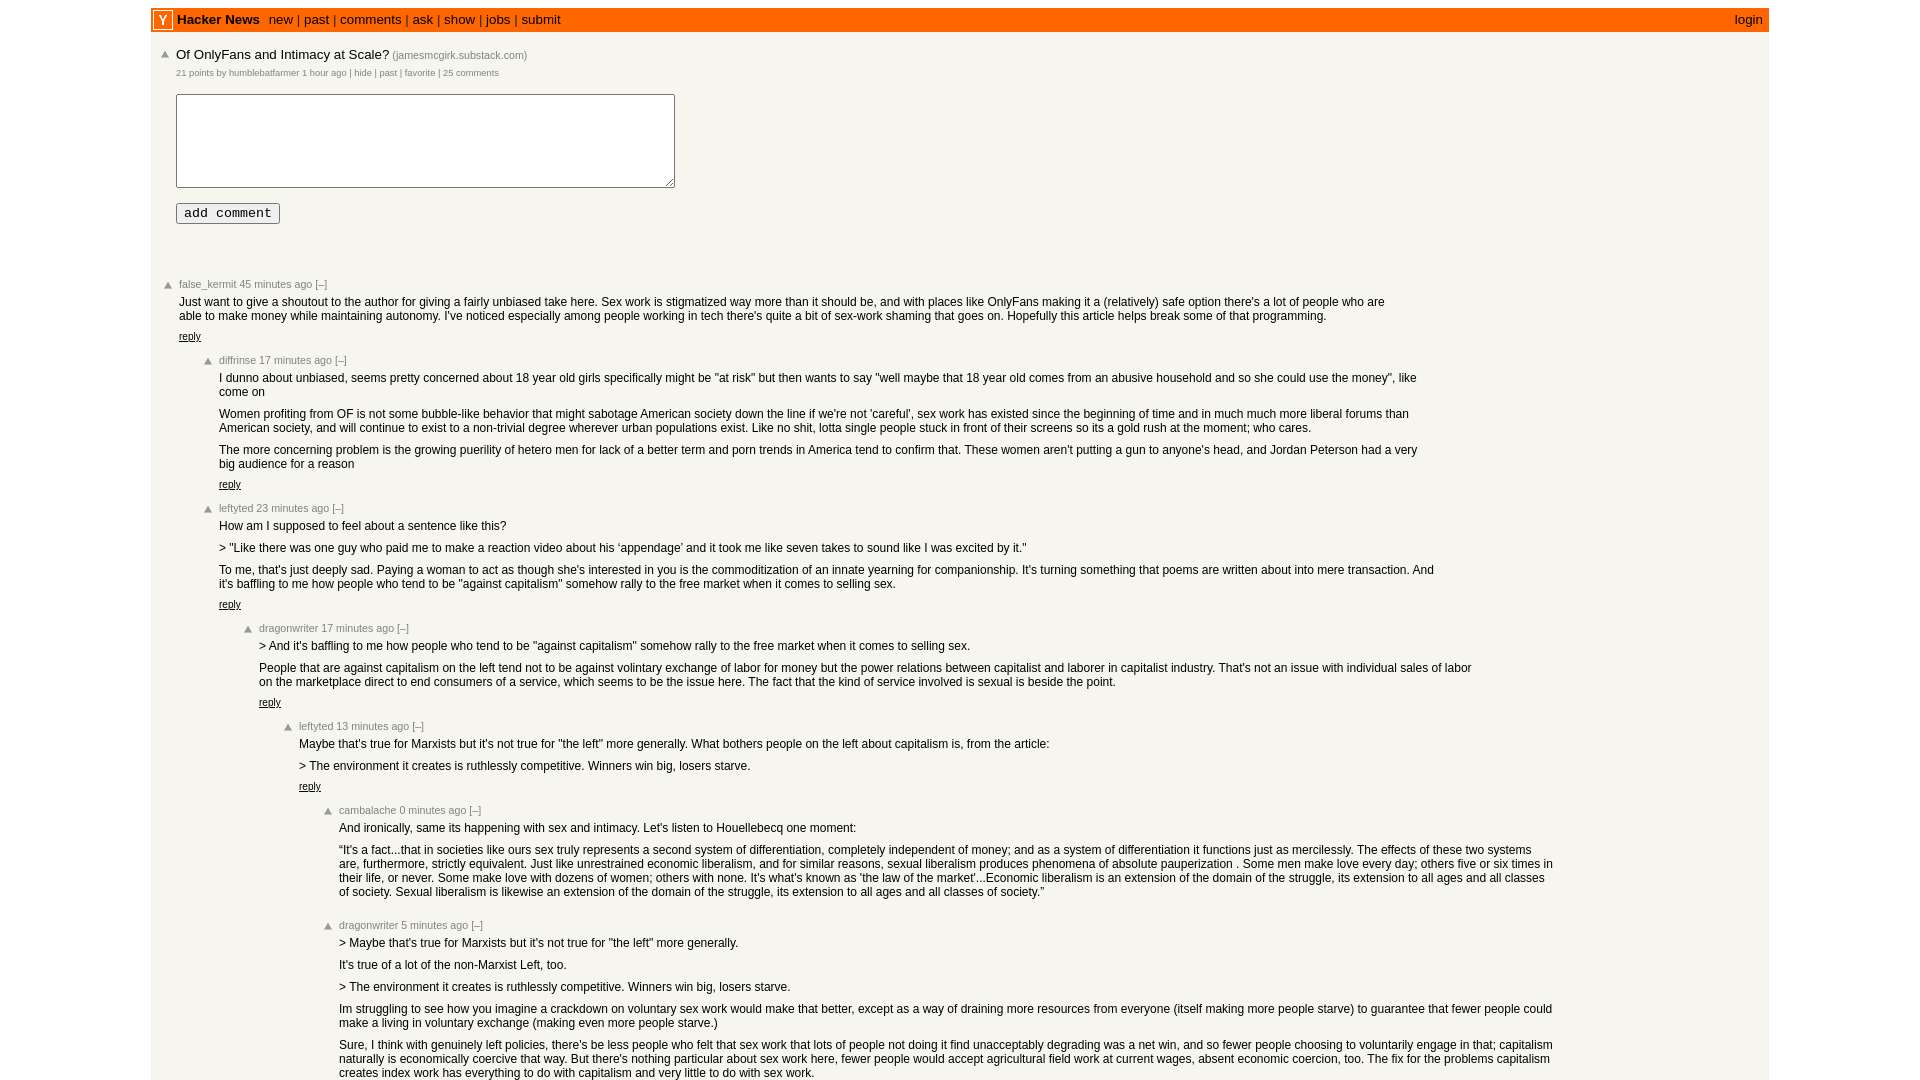 Y Hacker News new | past | comments | ask | show | jobs | submit login
Of OnlyFans and Intimacy at Scale? (jamesmcgirk.substack.com)
21 points by humblebatfarmer 1 hour ago | hide | past | favorite | 25 comments
add comment
false_kermit 45 minutes ago [–]
Just want to give a shoutout to the author for giving a fairly unbiased take here. Sex work is stigmatized way more than it should be, and with places like OnlyFans making it a (relatively) safe option there's a lot of people who are
able to make money while maintaining autonomy. I've noticed especially among people working in tech there's quite a bit of sex-work shaming that goes on. Hopefully this article helps break some of that programming.
reply
diffrinse 17 minutes ago [–]
I dunno about unbiased, seems pretty concerned about 18 year old girls specifically might be "at risk" but then wants to say "well maybe that 18 year old comes from an abusive household and so she could use the money", like
come on
Women profiting from OF is not some bubble-like behavior that might sabotage American society down the line if we're not 'careful', sex work has existed since the beginning of time and in much much more liberal forums than
American society, and will continue to exist to a non-trivial degree wherever urban populations exist. Like no shit, lotta single people stuck in front of their screens so its a gold rush at the moment; who cares.
The more concerning problem is the growing puerility of hetero men for lack of a better term and porn trends in America tend to confirm that. These women aren't putting a gun to anyone's head, and Jordan Peterson had a very
big audience for a reason
reply
leftyted 23 minutes ago [–]
How am I supposed to feel about a sentence like this?
> "Like there was one guy who paid me to make a reaction video about his ‘appendage’ and it took me like seven takes to sound like I was excited by it."
To me, that's just deeply sad. Paying a woman to act as though she's interested in you is the commoditization of an innate yearning for companionship. It's turning something that poems are written about into mere transaction. And
it's baffling to me how people who tend to be "against capitalism" somehow rally to the free market when it comes to selling sex.
reply
dragonwriter 17 minutes ago [–]
> And it's baffling to me how people who tend to be "against capitalism" somehow rally to the free market when it comes to selling sex.
People that are against capitalism on the left tend not to be against volintary exchange of labor for money but the power relations between capitalist and laborer in capitalist industry. That's not an issue with individual sales of labor
on the marketplace direct to end consumers of a service, which seems to be the issue here. The fact that the kind of service involved is sexual is beside the point.
reply
leftyted 13 minutes ago [–]
Maybe that's true for Marxists but it's not true for "the left" more generally. What bothers people on the left about capitalism is, from the article:
> The environment it creates is ruthlessly competitive. Winners win big, losers starve.
reply
cambalache 0 minutes ago [–]
And ironically, same its happening with sex and intimacy. Let's listen to Houellebecq one moment:
“It's a fact...that in societies like ours sex truly represents a second system of differentiation, completely independent of money; and as a system of differentiation it functions just as mercilessly. The effects of these two systems
are, furthermore, strictly equivalent. Just like unrestrained economic liberalism, and for similar reasons, sexual liberalism produces phenomena of absolute pauperization . Some men make love every day; others five or six times in
their life, or never. Some make love with dozens of women; others with none. It's what's known as 'the law of the market'...Economic liberalism is an extension of the domain of the struggle, its extension to all ages and all classes
of society. Sexual liberalism is likewise an extension of the domain of the struggle, its extension to all ages and all classes of society.”
dragonwriter 5 minutes ago [–]
> Maybe that's true for Marxists but it's not true for "the left" more generally.
It's true of a lot of the non-Marxist Left, too.
> The environment it creates is ruthlessly competitive. Winners win big, losers starve.
Im struggling to see how you imagine a crackdown on voluntary sex work would make that better, except as a way of draining more resources from everyone (itself making more people starve) to guarantee that fewer people could
make a living in voluntary exchange (making even more people starve.)
Sure, I think with genuinely left policies, there's be less people who felt that sex work that lots of people not doing it find unacceptably degrading was a net win, and so fewer people choosing to voluntarily engage in that; capitalism
naturally is economically coercive that way. But there's nothing particular about sex work here, fewer people would accept agricultural field work at current wages, absent economic coercion, too. The fix for the problems capitalism
creates index work has everything to do with capitalism and very little to do with sex work.